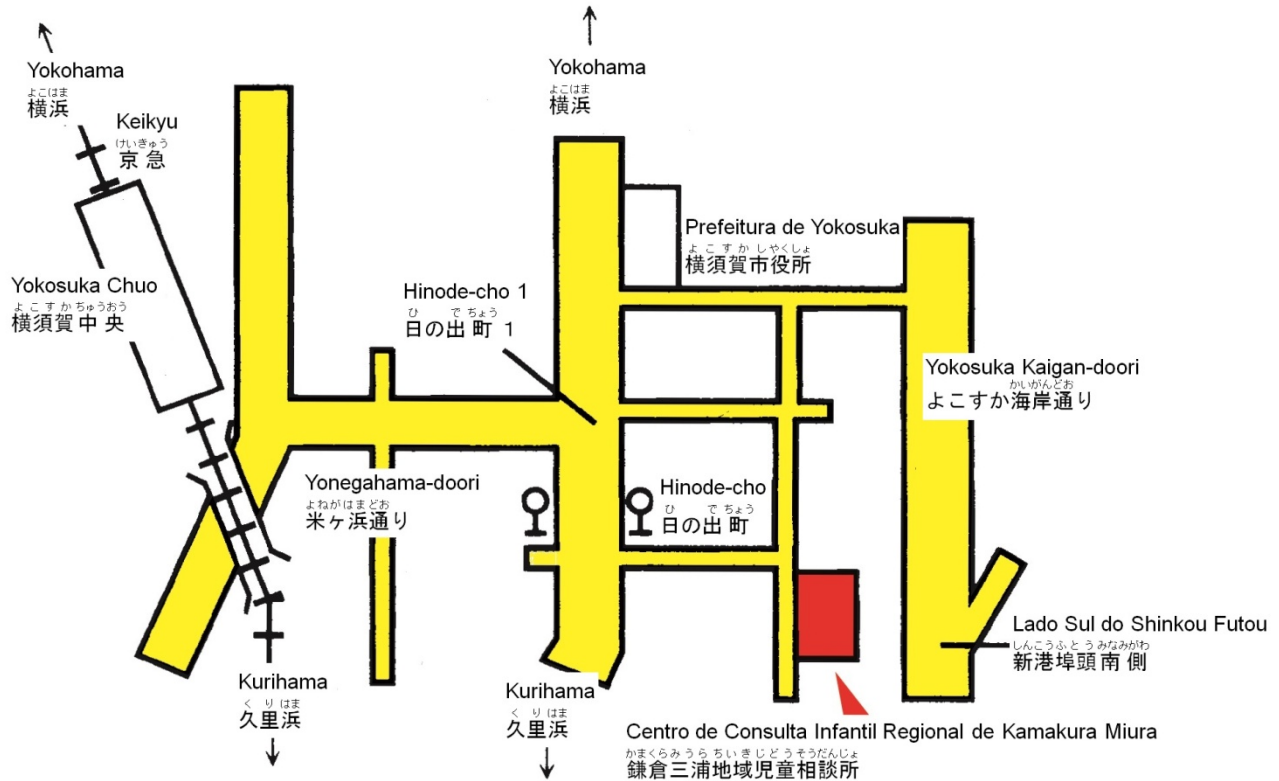 Yokohama
よこはま
横浜
Keikyu
けいきゅう
京急
Yokohama
よこはま
横浜
Prefeitura de Yokosuka
よこすかしやくしょ
横須賀市役所
Yokosuka Chuo
よこすかちゅうおう
横須賀中央
Hinode-cho 1
ひ で ちょう
日の出町 1
Yokosuka Kaigan-doori
かいがんどお
よこすか海岸通り
Yonegahama-doori
よねがはまどお
米ヶ浜通り
Hinode-cho
ひ で ちょう
日の出町
Lado Sul do Shinkou Futou
しんこうふとうみなみがわ
新港埠頭南側
Kurihama
くりはま
久里浜
Kurihama
くりはま
久里浜
Centro de Consulta Infantil Regional de Kamakura Miura
かまくらみうらちいきじどうそうだんじょ
鎌倉三浦地域児童相談所